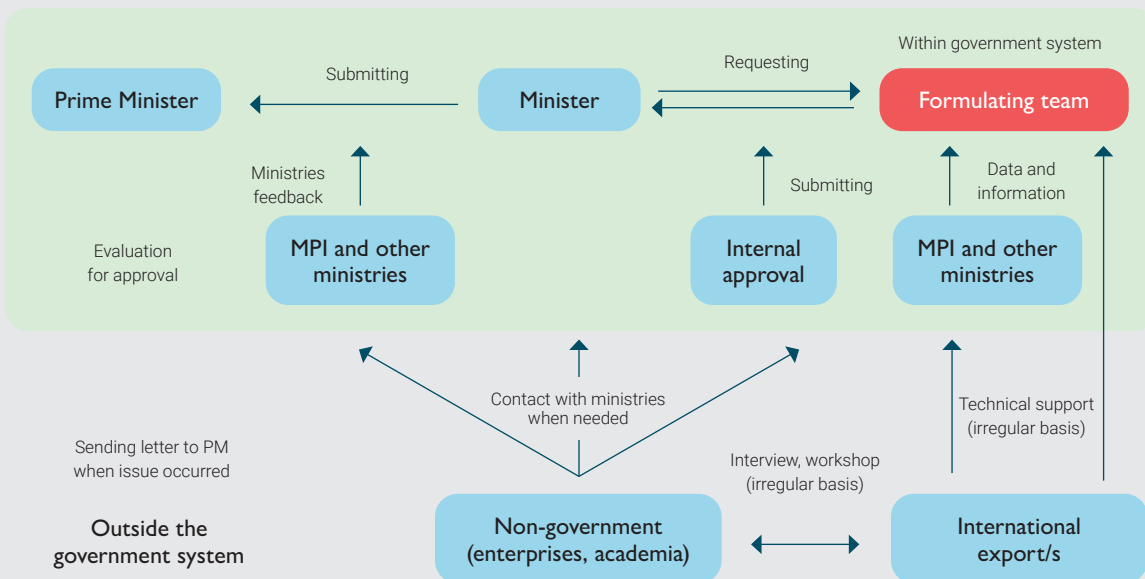 Within government system
Submitting
Requesting
Prime Minister
Minister
Formulating team
Ministries
feedback
Submitting
Data and
information
Evaluation
for approval
MPI and other
ministries
Internal
approval
MPI and other
ministries
Contact with ministries
when needed
Technical support
(irregular basis)
Sending letter to PM
when issue occurred
Interview, workshop
(irregular basis)
Outside the
government system
Non-government
(enterprises, academia)
International
export/s